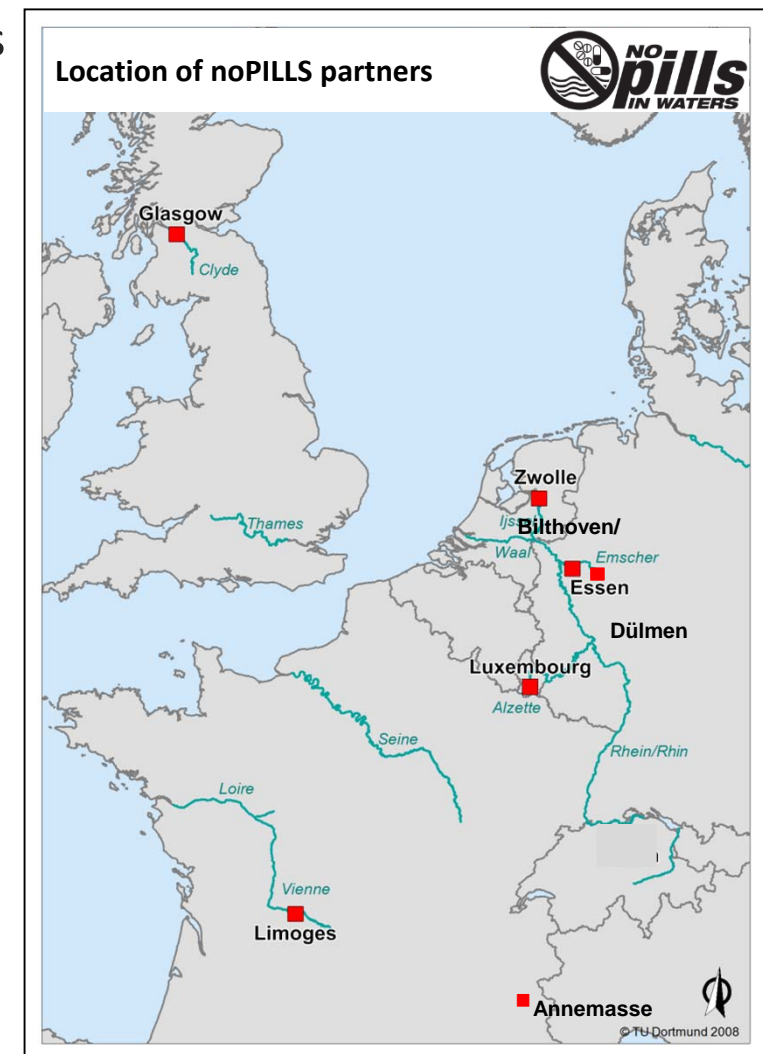 S
Location of noPILLS partners
NO
pills
IN WATERS
Glasgow
Clyde
Zwolle
Thames
Bilthoven/
Waal
Emscher
Essen
Dülmen
Luxembourg
Alzette
Seine
Rhein/Rhin
Loire
Vienne
Limoges
Annemasse
© TU Dortmund 2008